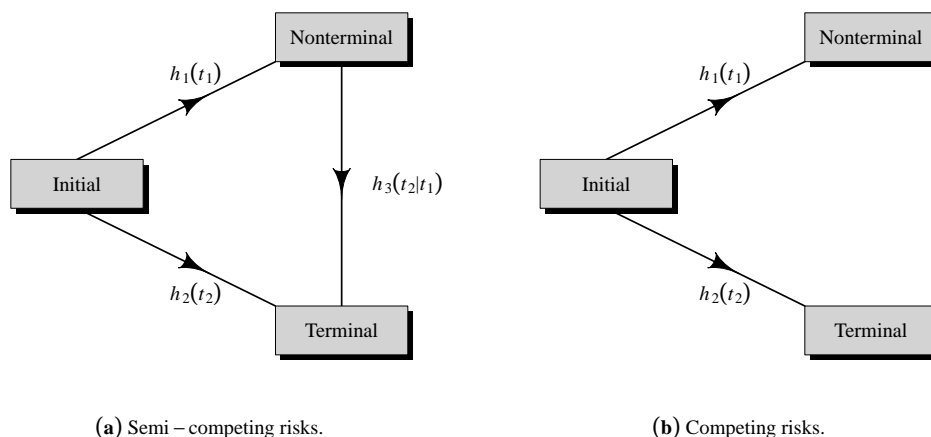 Nonterminal
h1(t1)
Initial
h3(t2|t1)
h2(t2)
Terminal
(a) Semi – competing risks.
Nonterminal
h1(t1)
Initial
h2(t2)
Terminal
(b) Competing risks.